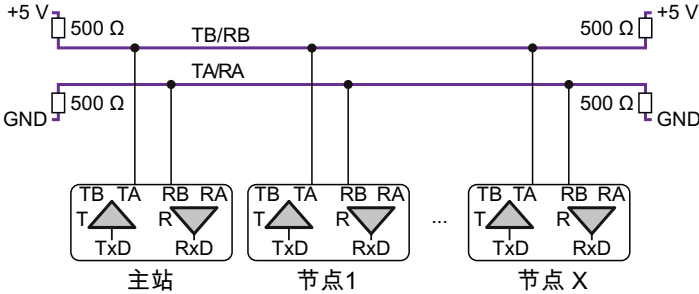 +5 V +5 V
500 Ω 500 Ω
TB/RB
TA/RA
500 Ω 500 Ω
GND GND
TB TA RB RA TB TA RB RA TB TA RB RA
T R T R ... T R
TxD RxD TxD RxD TxD RxD
主站 节点1 节点 X